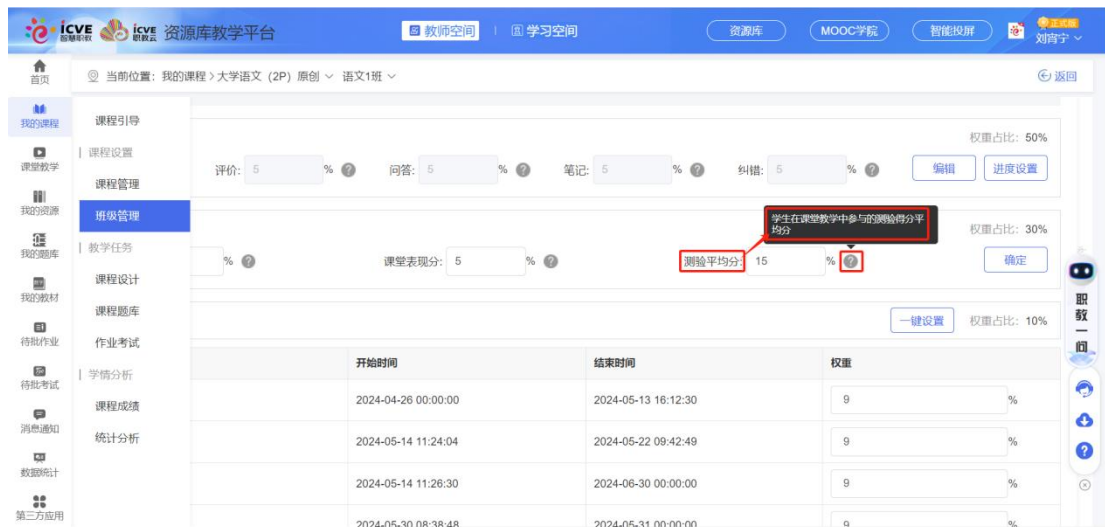 iCVE 智慧职教 iCVE 职教云 资源库教学平台 教师空间 学习空间 资源库 MOOC学院 智能投屏 正式版 刘宵宁
首页 当前位置：我的课程 > 大学语文 (2P) 原创 语文1班 返回
我的课程
课堂教学
我的资源
我的题库
我的教材
待批作业
待批考试
消息通知
数据统计
第三方应用
课程引导
课程设置
课程管理
班级管理
教学任务
课程设计
课程题库
作业考试
学情分析
课程成绩
统计分析
权重占比: 50%
评价: 5 % ? 问答: 5 % ? 笔记: 5 % ? 纠错: 5 % ? 编辑 进度设置
学生在课堂教学中参与的测验得分平
均分
权重占比: 30%
% ? 课堂表现分: 5 % ? 测验平均分: 15 % ? 确定
一键设置 权重占比: 10%
开始时间 结束时间 权重
2024-04-26 00:00:00 2024-05-13 16:12:30 9 %
2024-05-14 11:24:04 2024-05-22 09:42:49 9 %
2024-05-14 11:26:30 2024-06-30 00:00:00 9 %
2024-05-30 08:38:48 2024-05-31 00:00:00 9 %
职教一问